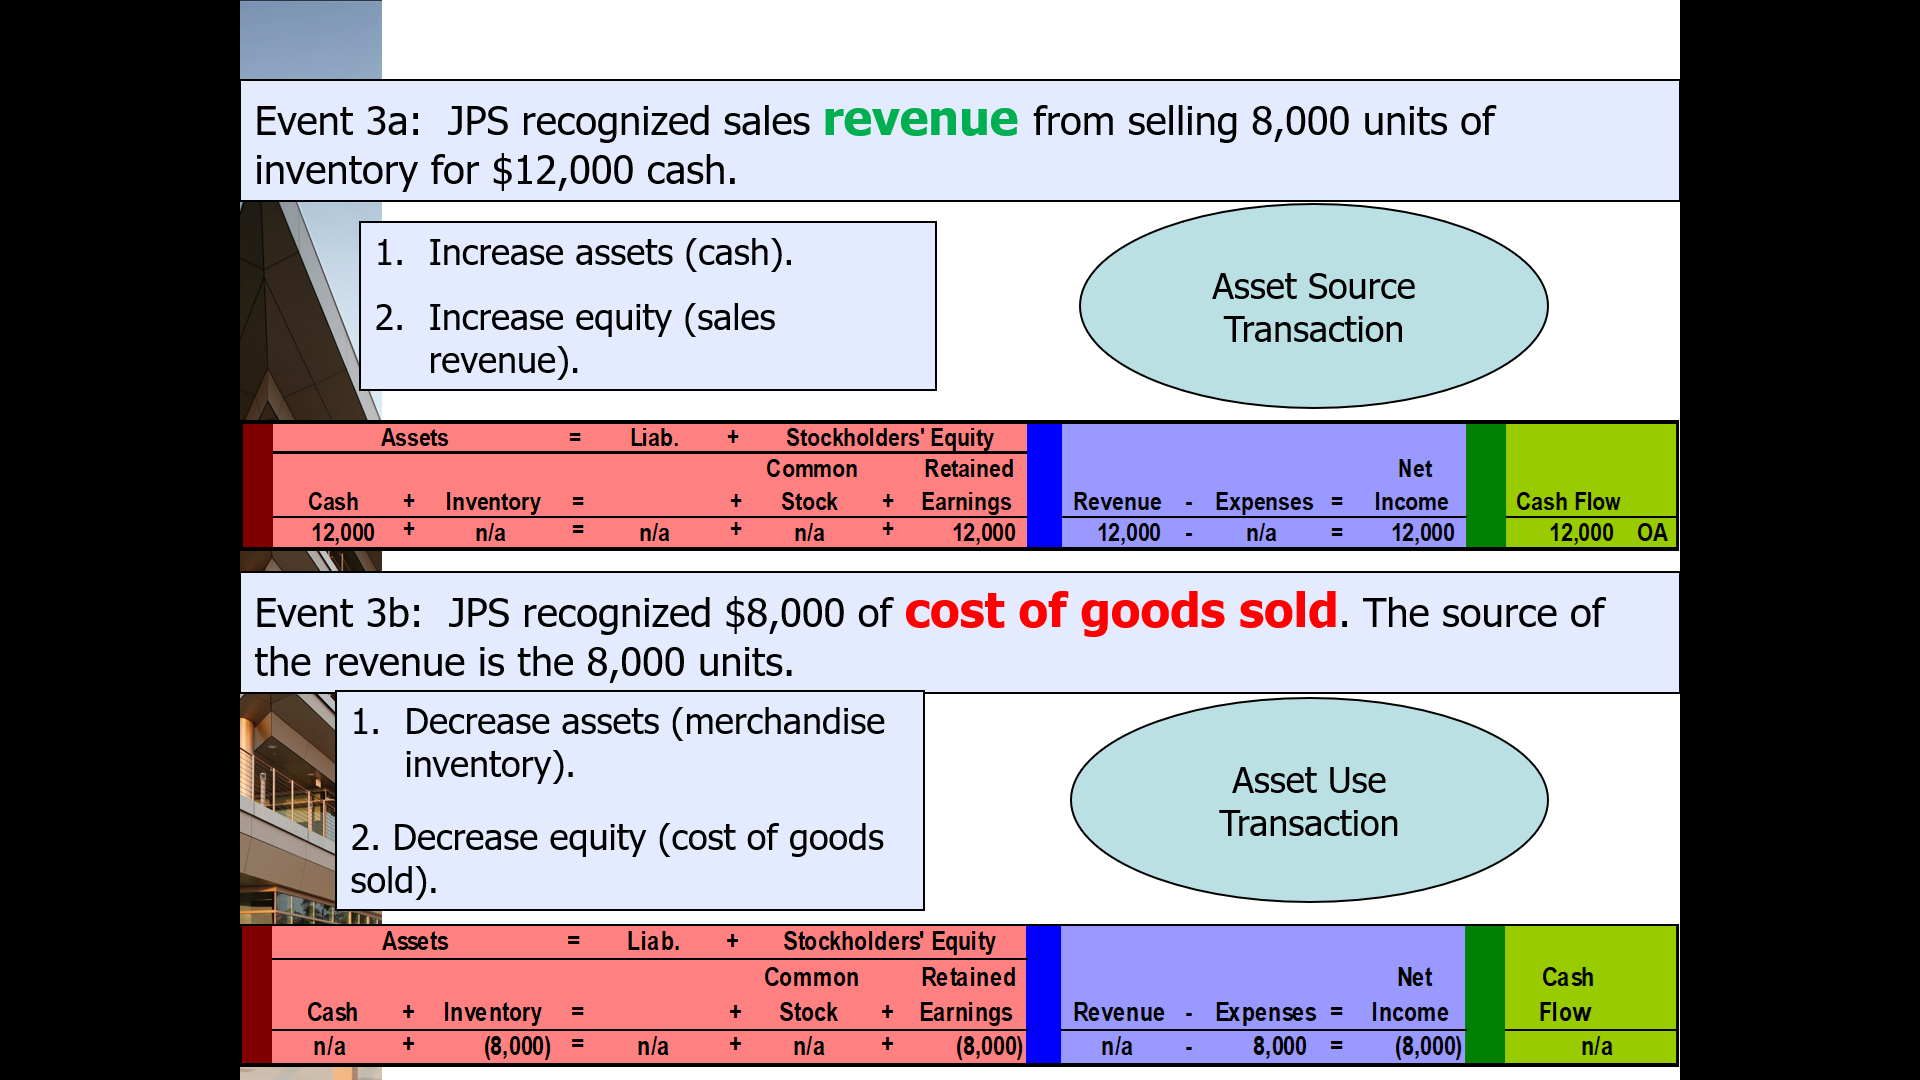 Event 3a:  JPS recognized sales revenue from selling 8,000 units of
inventory for $12,000 cash.
1. Increase assets (cash).
2. Increase equity (sales
revenue).
Asset Source
Transaction
Assets = Liab. + Stockholders' Equity
Common Retained Net
Cash + Inventory = + Stock + Earnings Revenue - Expenses = Income Cash Flow
12,000 + n/a = n/a + n/a + 12,000 12,000 - n/a = 12,000 12,000 OA
Event 3b:  JPS recognized $8,000 of cost of goods sold. The source of
the revenue is the 8,000 units.
1. Decrease assets (merchandise
inventory).
2. Decrease equity (cost of goods
sold).
Asset Use
Transaction
Assets = Liab. + Stockholders' Equity
Common Retained Net Cash
Cash + Inventory = + Stock + Earnings Revenue - Expenses = Income Flow
n/a + (8,000) = n/a + n/a + (8,000) n/a - 8,000 = (8,000) n/a